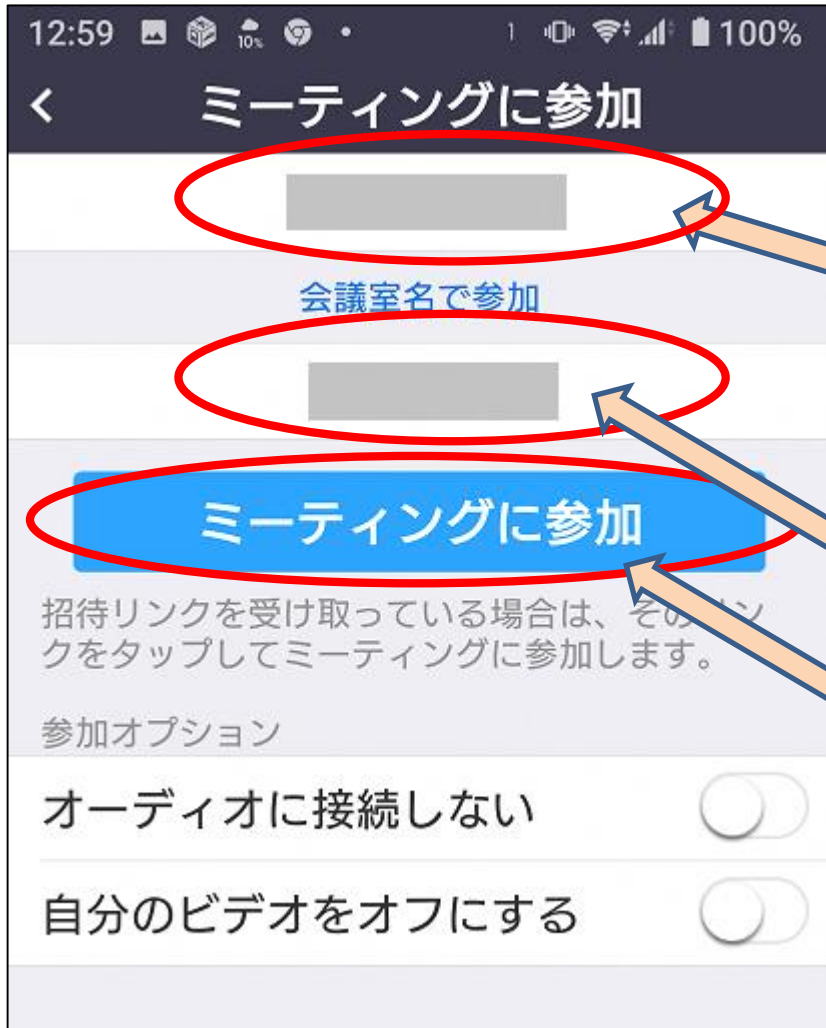 12:59 10% 1 100%
ミーティングに参加
会議室名で参加
ミーティングに参加
招待リンクを受け取っている場合は、そのリン
クをタップしてミーティングに参加します。
参加オプション
オーディオに接続しない
自分のビデオをオフにする